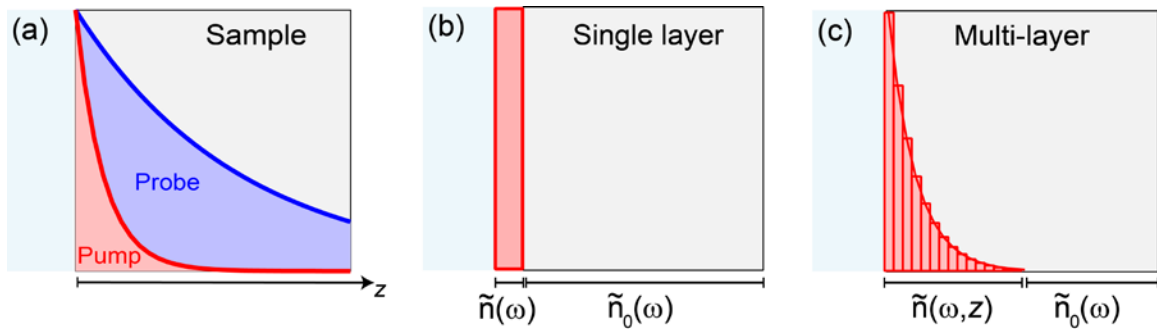 (a)
Sample
Probe
Pump
z
(b)
Single layer
ñ(ω)
ñ₀(ω)
(c)
Multi-layer
ñ(ω,z)
ñ₀(ω)